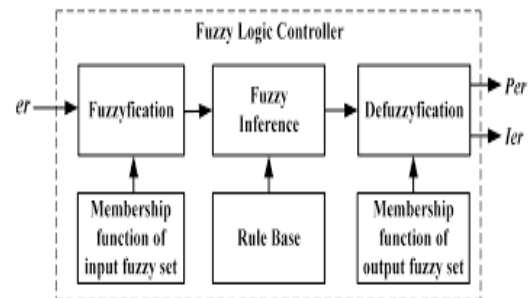 Fuzzy Logic Controller
er
Fuzzyfication
Fuzzy
Inference
Defuzzyfication
Per
Ier
Membership
function of
input fuzzy set
Rule Base
Membership
function of
output fuzzy set